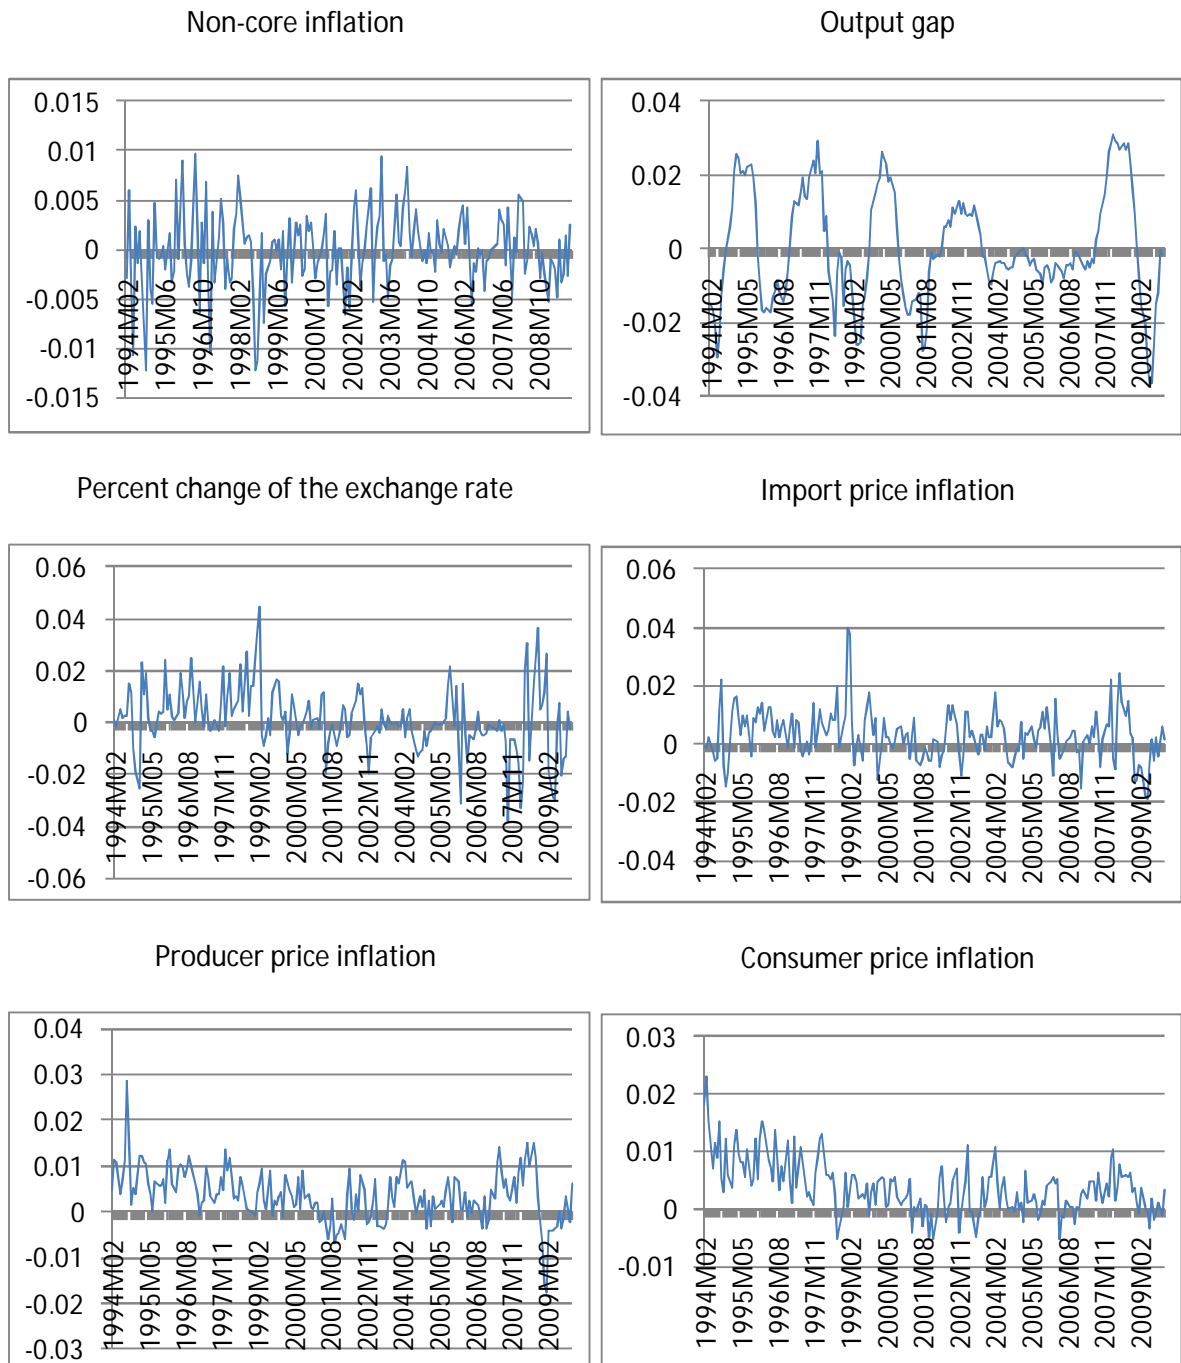 Non-core inflation
0.015
0.01
0.005
0
-0.005
-0.01
-0.015
1994M02
1995M06
1996M10
1998M02
1999M06
2000M10
2002M02
2003M06
2004M10
2006M02
2007M06
2008M10
Output gap
0.04
0.02
0
-0.02
-0.04
1994M02
1995M05
1996M08
1997M11
1999M02
2000M05
2001M08
2002M11
2004M02
2005M05
2006M08
2007M11
2009M02
Percent change of the exchange rate
0.06
0.04
0.02
0
-0.02
-0.04
-0.06
1994M02
1995M05
1996M08
1997M11
1999M02
2000M05
2001M08
2002M11
2004M02
2005M05
2006M08
2007M11
2009M02
Import price inflation
0.06
0.04
0.02
0
-0.02
-0.04
1994M02
1995M05
1996M08
1997M11
1999M02
2000M05
2001M08
2002M11
2004M02
2005M05
2006M08
2007M11
2009M02
Producer price inflation
0.04
0.03
0.02
0.01
0
-0.01
-0.02
-0.03
1994M02
1995M05
1996M08
1997M11
1999M02
2000M05
2001M08
2002M11
2004M02
2005M05
2006M08
2007M11
2009M02
Consumer price inflation
0.03
0.02
0.01
0
-0.01
1994M02
1995M05
1996M08
1997M11
1999M02
2000M05
2001M08
2002M11
2004M02
2005M05
2006M08
2007M11
2009M02